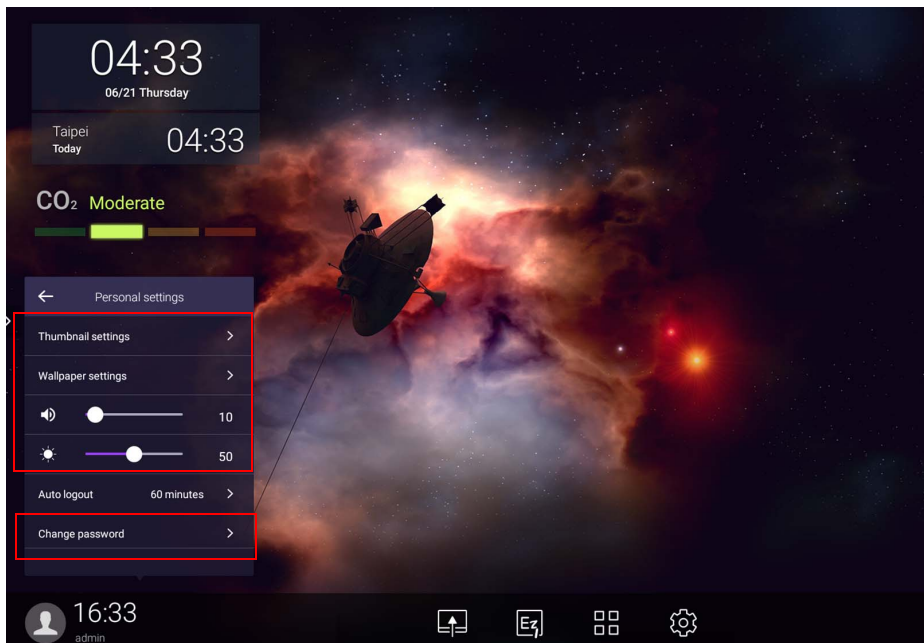 04:33
06/21 Thursday
Taipei
Today
04:33
CO₂ Moderate
Personal settings
Thumbnail settings
Wallpaper settings
10
50
Auto logout 60 minutes
Change password
16:33
admin